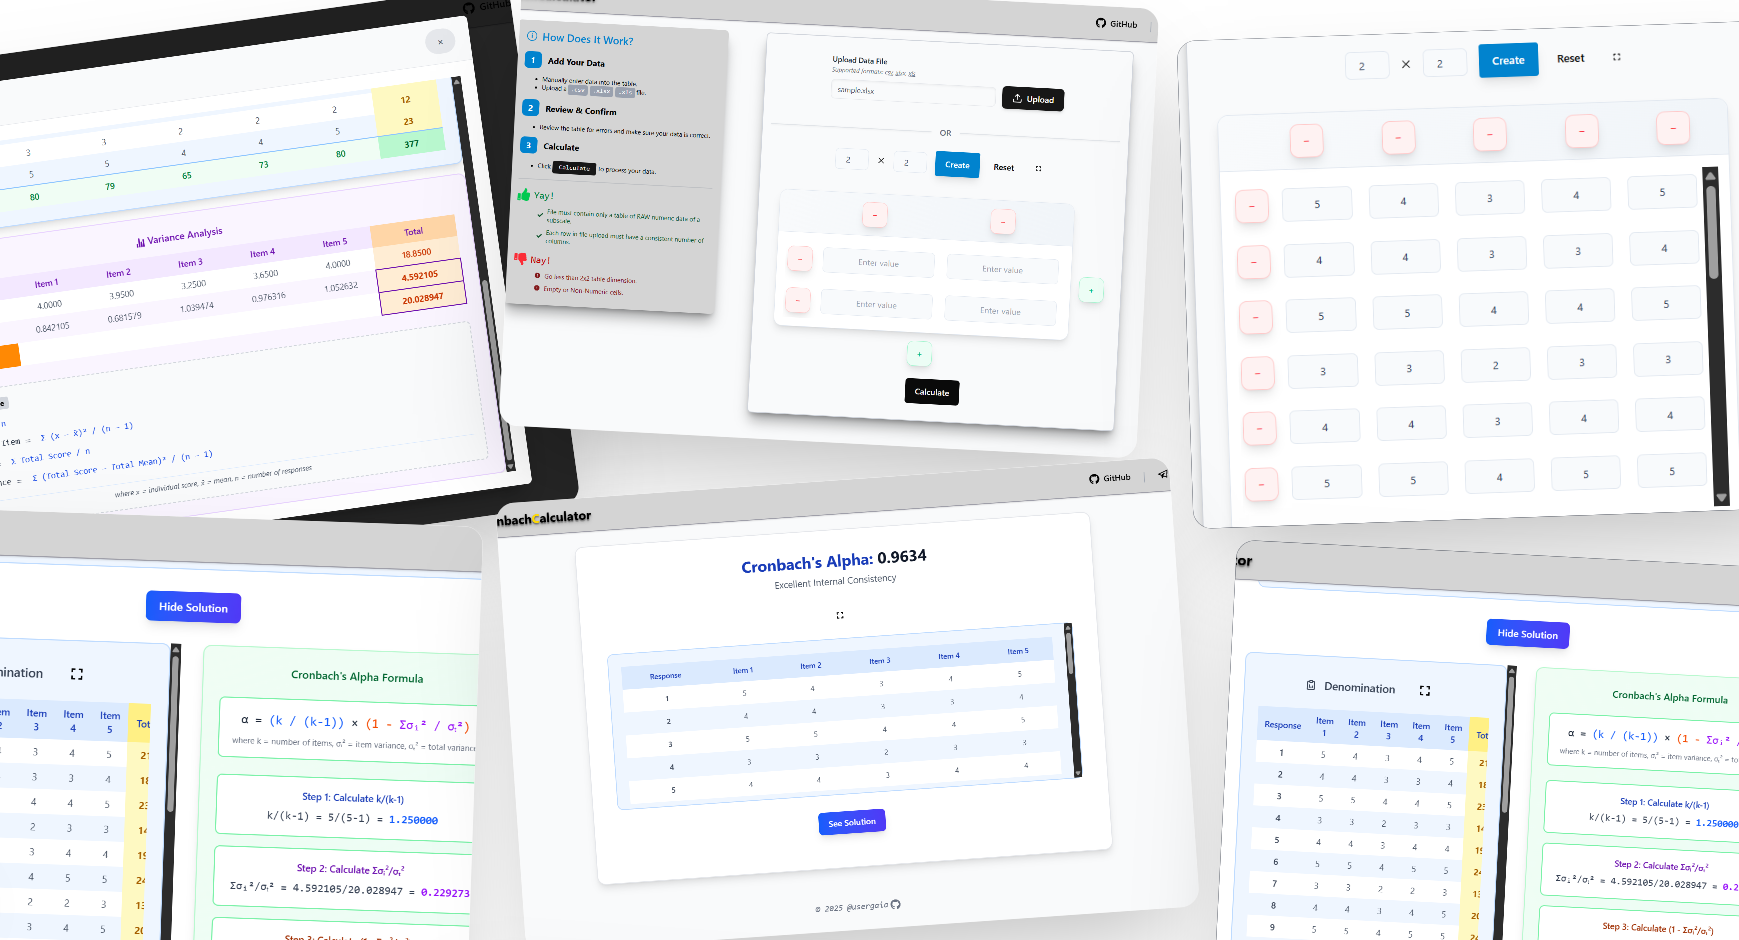 GitHub
×
2 2 2 12
3 3 2 2 5 23
5 5 4 4 377
80 79 65 73 80
Variance Analysis
Item 1 Item 2 Item 3 Item 4 Item 5 Total
4.0000 3.9500 3.2500 3.6500 4.0000 18.8500
0.842105 0.681579 1.039474 0.976316 1.052632 4.592105
20.028947
Item = Σ (x - x̄)² / (n - 1)
= Σ Total Score / n
nce = Σ (Total Score - Total Mean)² / (n - 1)
where x = individual score, x̄ = mean, n = number of responses
GitHub
How Does It Work?
1 Add Your Data
Manually enter data into the table.
Upload a .csv .xlsx .xls file.
2 Review & Confirm
Review the table for errors and make sure your data is correct.
3 Calculate
Click Calculate to process your data.
Yay!
File must contain only a table of RAW numeric data of a
subscale.
Each row in file upload must have a consistent number of
columns.
Nay!
Go less than 2x2 table dimension.
Empty or Non-Numeric cells.
Upload Data File
Supported formats: csv, xlsx, xls
sample.xlsx Upload
OR
2 × 2 Create Reset
− −
− Enter value Enter value
− Enter value Enter value
+
+
Calculate
2 × 2 Create Reset
− − − − −
− 5 4 3 4 5
− 4 4 3 3 4
− 5 5 4 4 5
− 3 3 2 3 3
− 4 4 3 4 4
− 5 5 4 5 5
Hide Solution
mination
em Item Item Item Tot
2 3 4 5
3 4 5 21
3 3 4 18
4 4 5 23
2 3 3 14
3 4 4 19
4 5 5 24
2 2 3 13
3 4 5 20
Cronbach's Alpha Formula
α = (k / (k-1)) × (1 - Σσᵢ² / σₜ²)
where k = number of items, σᵢ² = item variance, σₜ² = total variance
Step 1: Calculate k/(k-1)
k/(k-1) = 5/(5-1) = 1.250000
Step 2: Calculate Σσᵢ²/σₜ²
Σσᵢ²/σₜ² = 4.592105/20.028947 = 0.229273
Step 3: Calculate (1 - Σσᵢ²/σₜ²)
nbachCalculator
GitHub
Cronbach's Alpha: 0.9634
Excellent Internal Consistency
Response Item 1 Item 2 Item 3 Item 4 Item 5
1 5 4 3 4 5
2 4 4 3 3 4
3 5 5 4 4 5
4 3 3 2 3 3
5 4 4 3 4 4
See Solution
© 2025 @usergaia
tor
Hide Solution
Denomination
Response Item Item Item Item Item Tot
1 2 3 4 5
1 5 4 3 4 5 21
2 4 4 3 3 4 18
3 5 5 4 4 5 23
4 3 3 2 3 3 14
5 4 4 3 4 4 19
6 5 5 4 5 5 24
7 3 3 2 2 3 13
8 4 4 3 4 5 20
9 5 4 5 5 24
Cronbach's Alpha Formula
α = (k / (k-1)) × (1 - Σσᵢ² /
where k = number of items, σᵢ² = item variance, σₜ² = to
Step 1: Calculate k/(k-1)
k/(k-1) = 5/(5-1) = 1.250000
Step 2: Calculate Σσᵢ²/σₜ²
Σσᵢ²/σₜ² = 4.592105/20.028947 = 0.2
Step 3: Calculate (1 - Σσᵢ²/σₜ²)